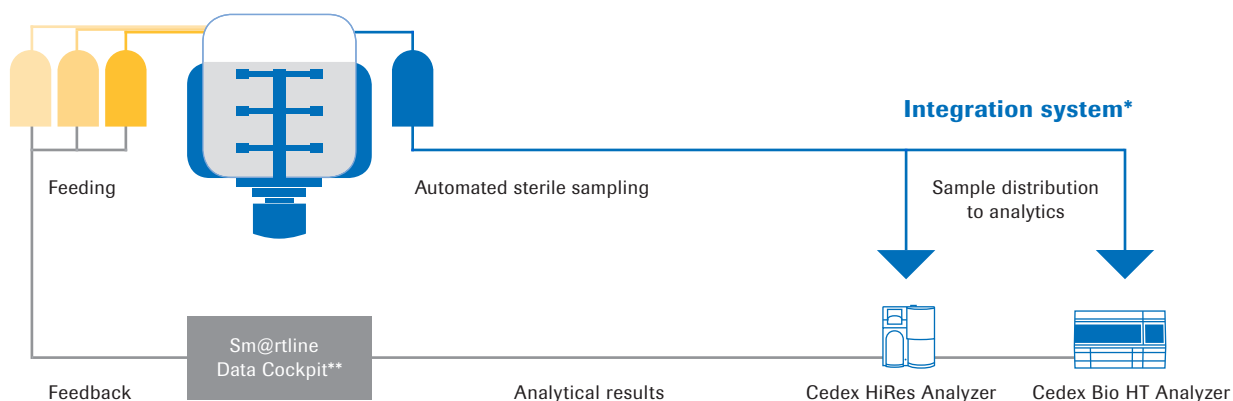 Integration system*
Feeding
Automated sterile sampling
Sample distribution
to analytics
Sm@rtline
Data Cockpit**
Feedback
Analytical results
Cedex HiRes Analyzer
Cedex Bio HT Analyzer